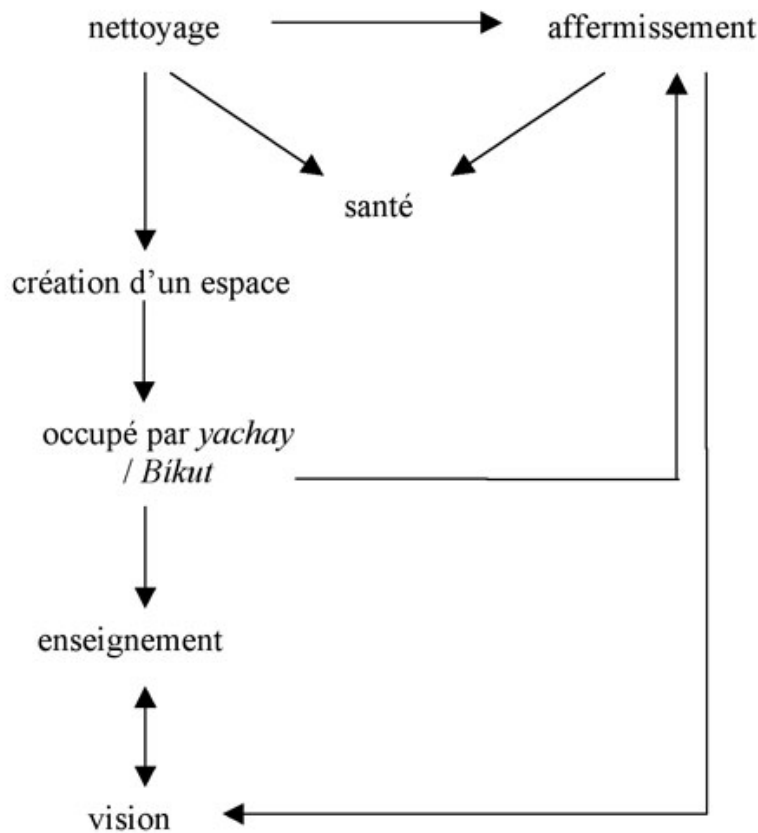 nettoyage affermissement
santé
création d'un espace
occupé par yachay
/ Bíkut
enseignement
vision